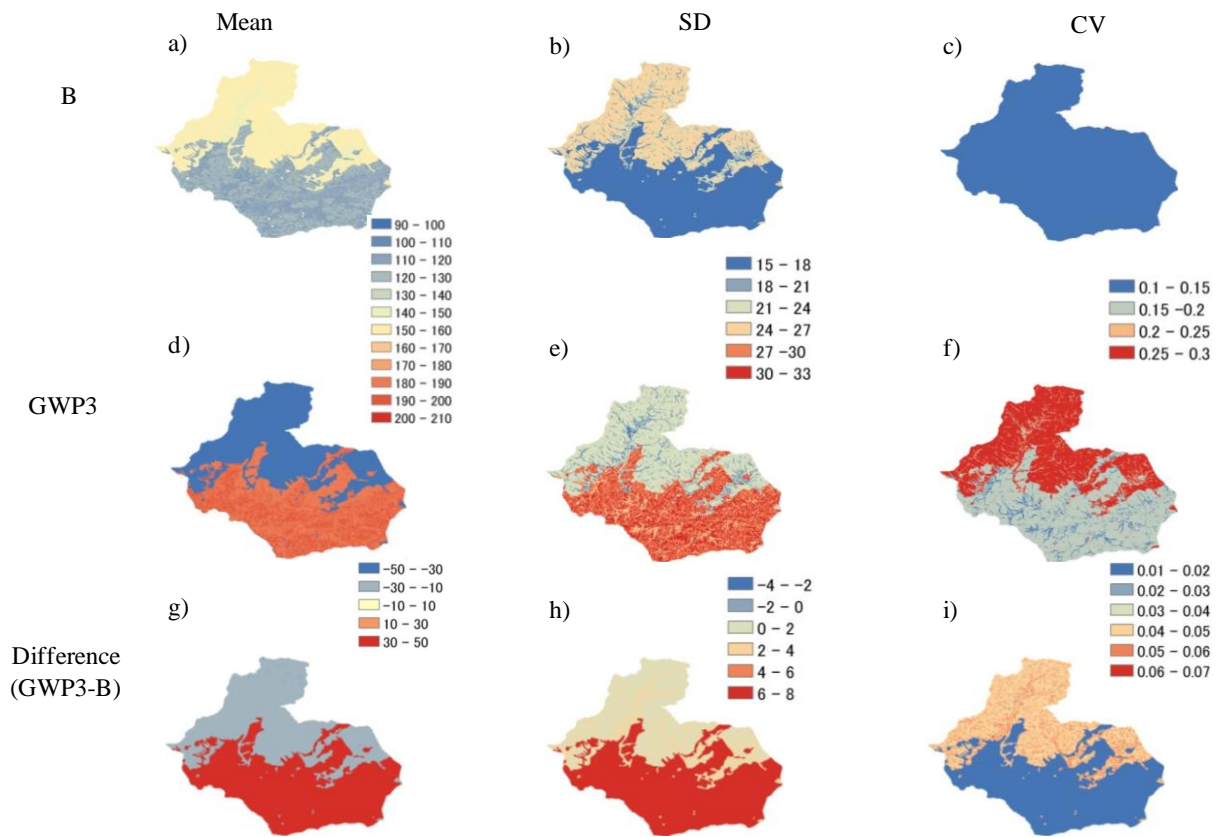 Mean
SD
CV
a)
b)
c)
B
90 – 100
100 – 110
110 – 120
120 – 130
130 – 140
140 – 150
150 – 160
160 – 170
170 – 180
180 – 190
190 – 200
200 – 210
15 – 18
18 – 21
21 – 24
24 – 27
27 –30
30 – 33
0.1 – 0.15
0.15 –0.2
0.2 – 0.25
0.25 – 0.3
d)
e)
f)
GWP3
−50 – −30
−30 – −10
−10 – 10
10 – 30
30 – 50
−4 – −2
−2 – 0
0 – 2
2 – 4
4 – 6
6 – 8
0.01 – 0.02
0.02 – 0.03
0.03 – 0.04
0.04 – 0.05
0.05 – 0.06
0.06 – 0.07
g)
h)
i)
Difference
(GWP3-B)